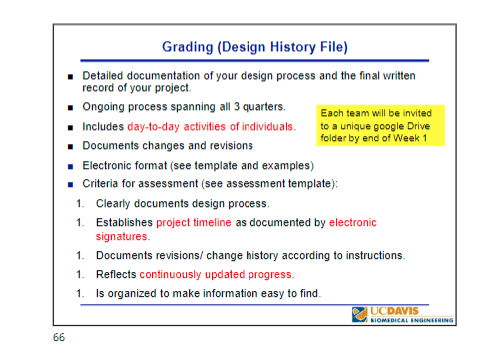 Grading (Design History File)
■ Detailed documentation of your design process and the final written
record of your project.
■ Ongoing process spanning all 3 quarters.
■ Includes day-to-day activities of individuals.
■ Documents changes and revisions
Each team will be invited
to a unique google Drive
folder by end of Week 1
■ Electronic format (see template and examples)
■ Criteria for assessment (see assessment template):
1. Clearly documents design process.
1. Establishes project timeline as documented by electronic
signatures.
1. Documents revisions/ change history according to instructions.
1. Reflects continuously updated progress.
1. Is organized to make information easy to find.
UCDAVIS
BIOMEDICAL ENGINEERING
66